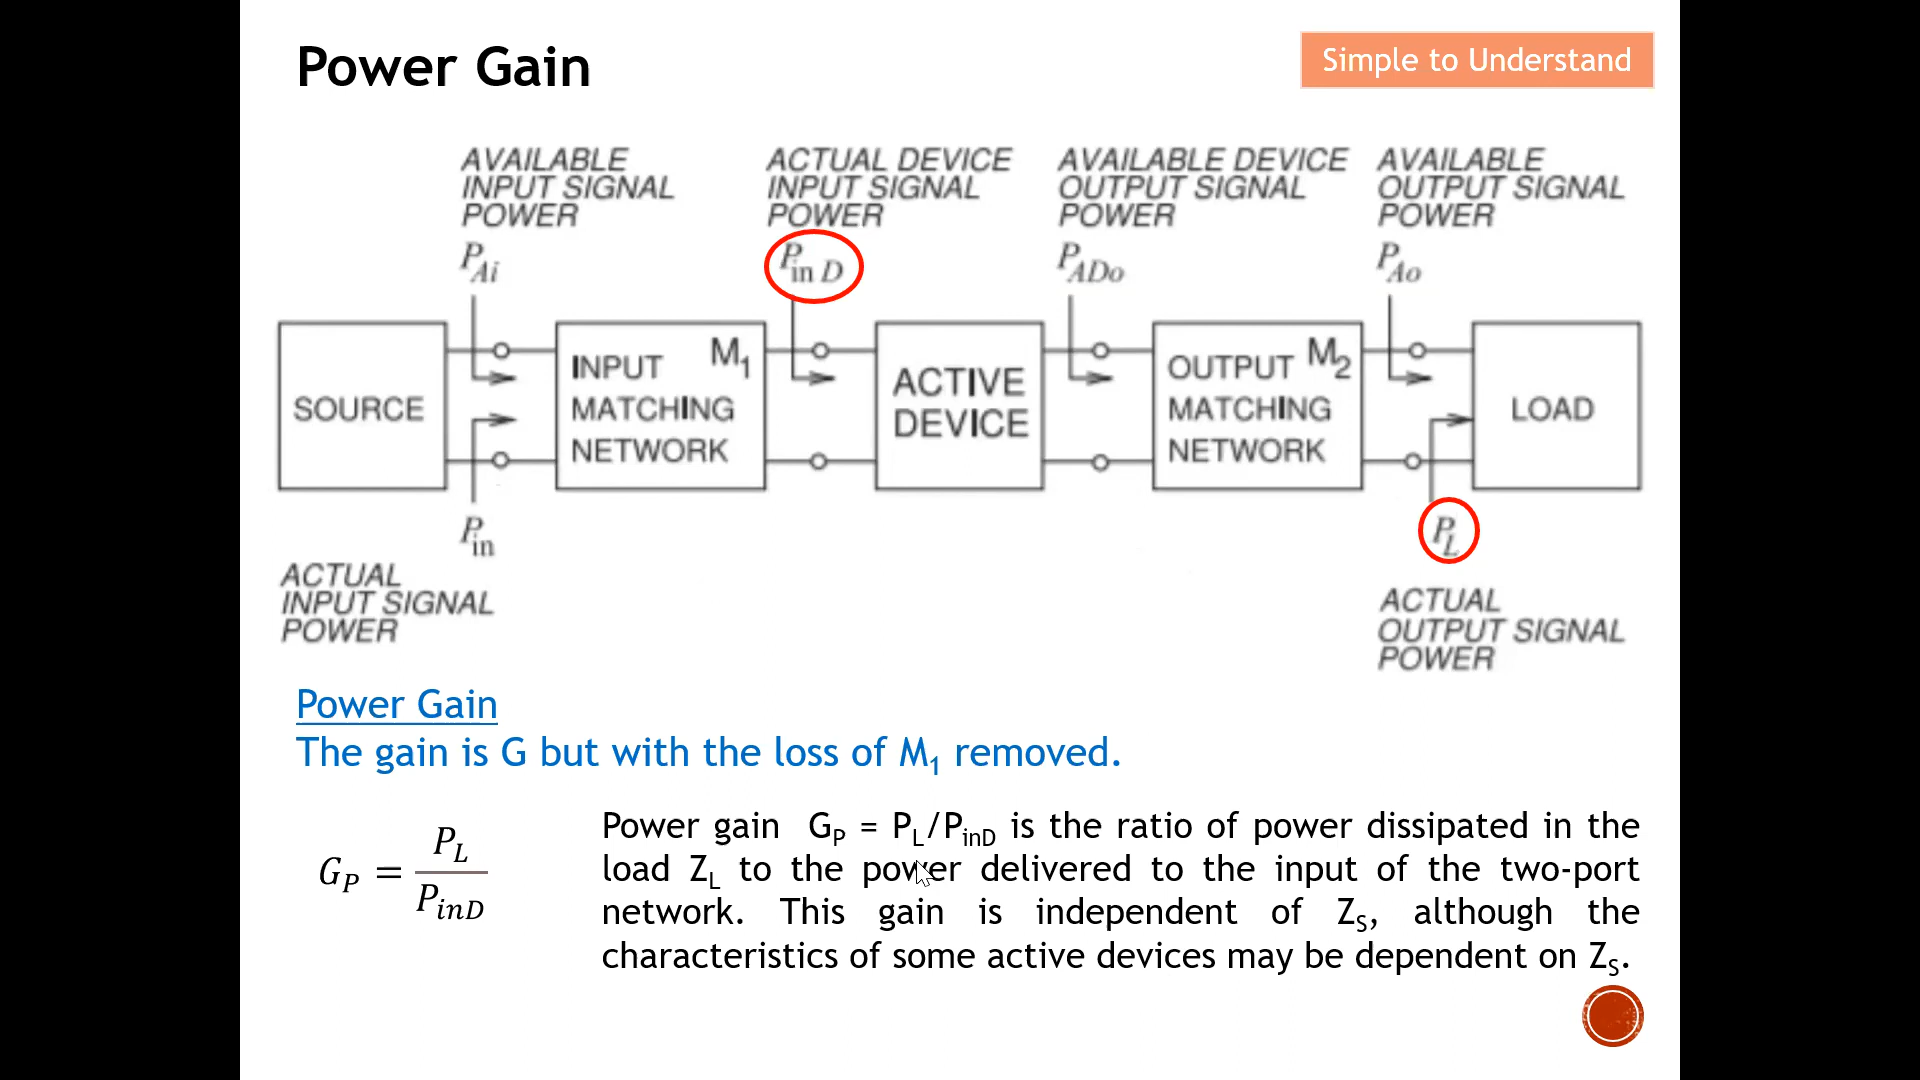 Power Gain
Simple to Understand
AVAILABLE
INPUT SIGNAL
POWER
P_Ai
ACTUAL DEVICE
INPUT SIGNAL
POWER
P_in D
AVAILABLE DEVICE
OUTPUT SIGNAL
POWER
P_ADo
AVAILABLE
OUTPUT SIGNAL
POWER
P_Ao
SOURCE
INPUT M₁
MATCHING
NETWORK
ACTIVE
DEVICE
OUTPUT M₂
MATCHING
NETWORK
LOAD
P_in
ACTUAL
INPUT SIGNAL
POWER
P_L
ACTUAL
OUTPUT SIGNAL
POWER
Power Gain
The gain is G but with the loss of M₁ removed.
G_P = P_L / P_inD
Power gain G_P = P_L/P_inD is the ratio of power dissipated in the
load Z_L to the power delivered to the input of the two-port
network. This gain is independent of Z_S, although the
characteristics of some active devices may be dependent on Z_S.